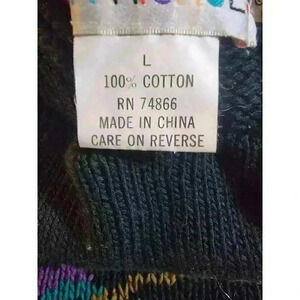 L
100% COTTON
RN 74866
MADE IN CHINA
CARE ON REVERSE